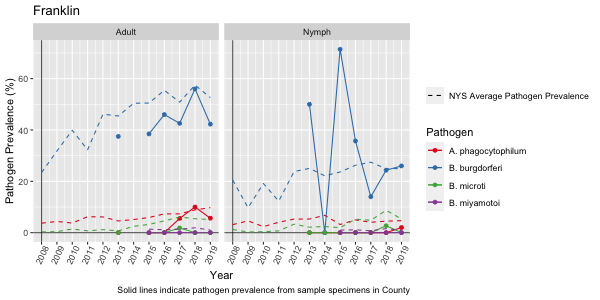 Franklin
Adult
Nymph
Pathogen Prevalence (%)
60
40
20
0
2008 2009 2010 2011 2012 2013 2014 2015 2016 2017 2018 2019
2008 2009 2010 2011 2012 2013 2014 2015 2016 2017 2018 2019
Year
Solid lines indicate pathogen prevalence from sample specimens in County
NYS Average Pathogen Prevalence
Pathogen
A. phagocytophilum
B. burgdorferi
B. microti
B. miyamotoi